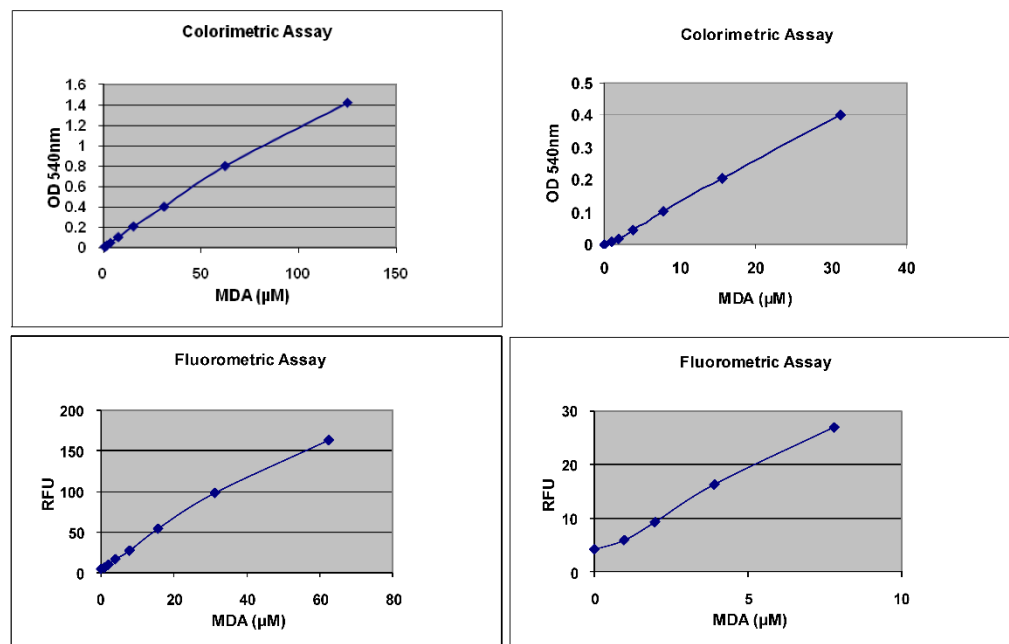 Colorimetric Assay
OD 540nm
1.6
1.4
1.2
1
0.8
0.6
0.4
0.2
0
0 50 100 150
MDA (µM)
Colorimetric Assay
OD 540nm
0.5
0.4
0.3
0.2
0.1
0
0 10 20 30 40
MDA (µM)
Fluorometric Assay
RFU
200
150
100
50
0
0 20 40 60 80
MDA (µM)
Fluorometric Assay
RFU
30
20
10
0
0 5 10
MDA (µM)